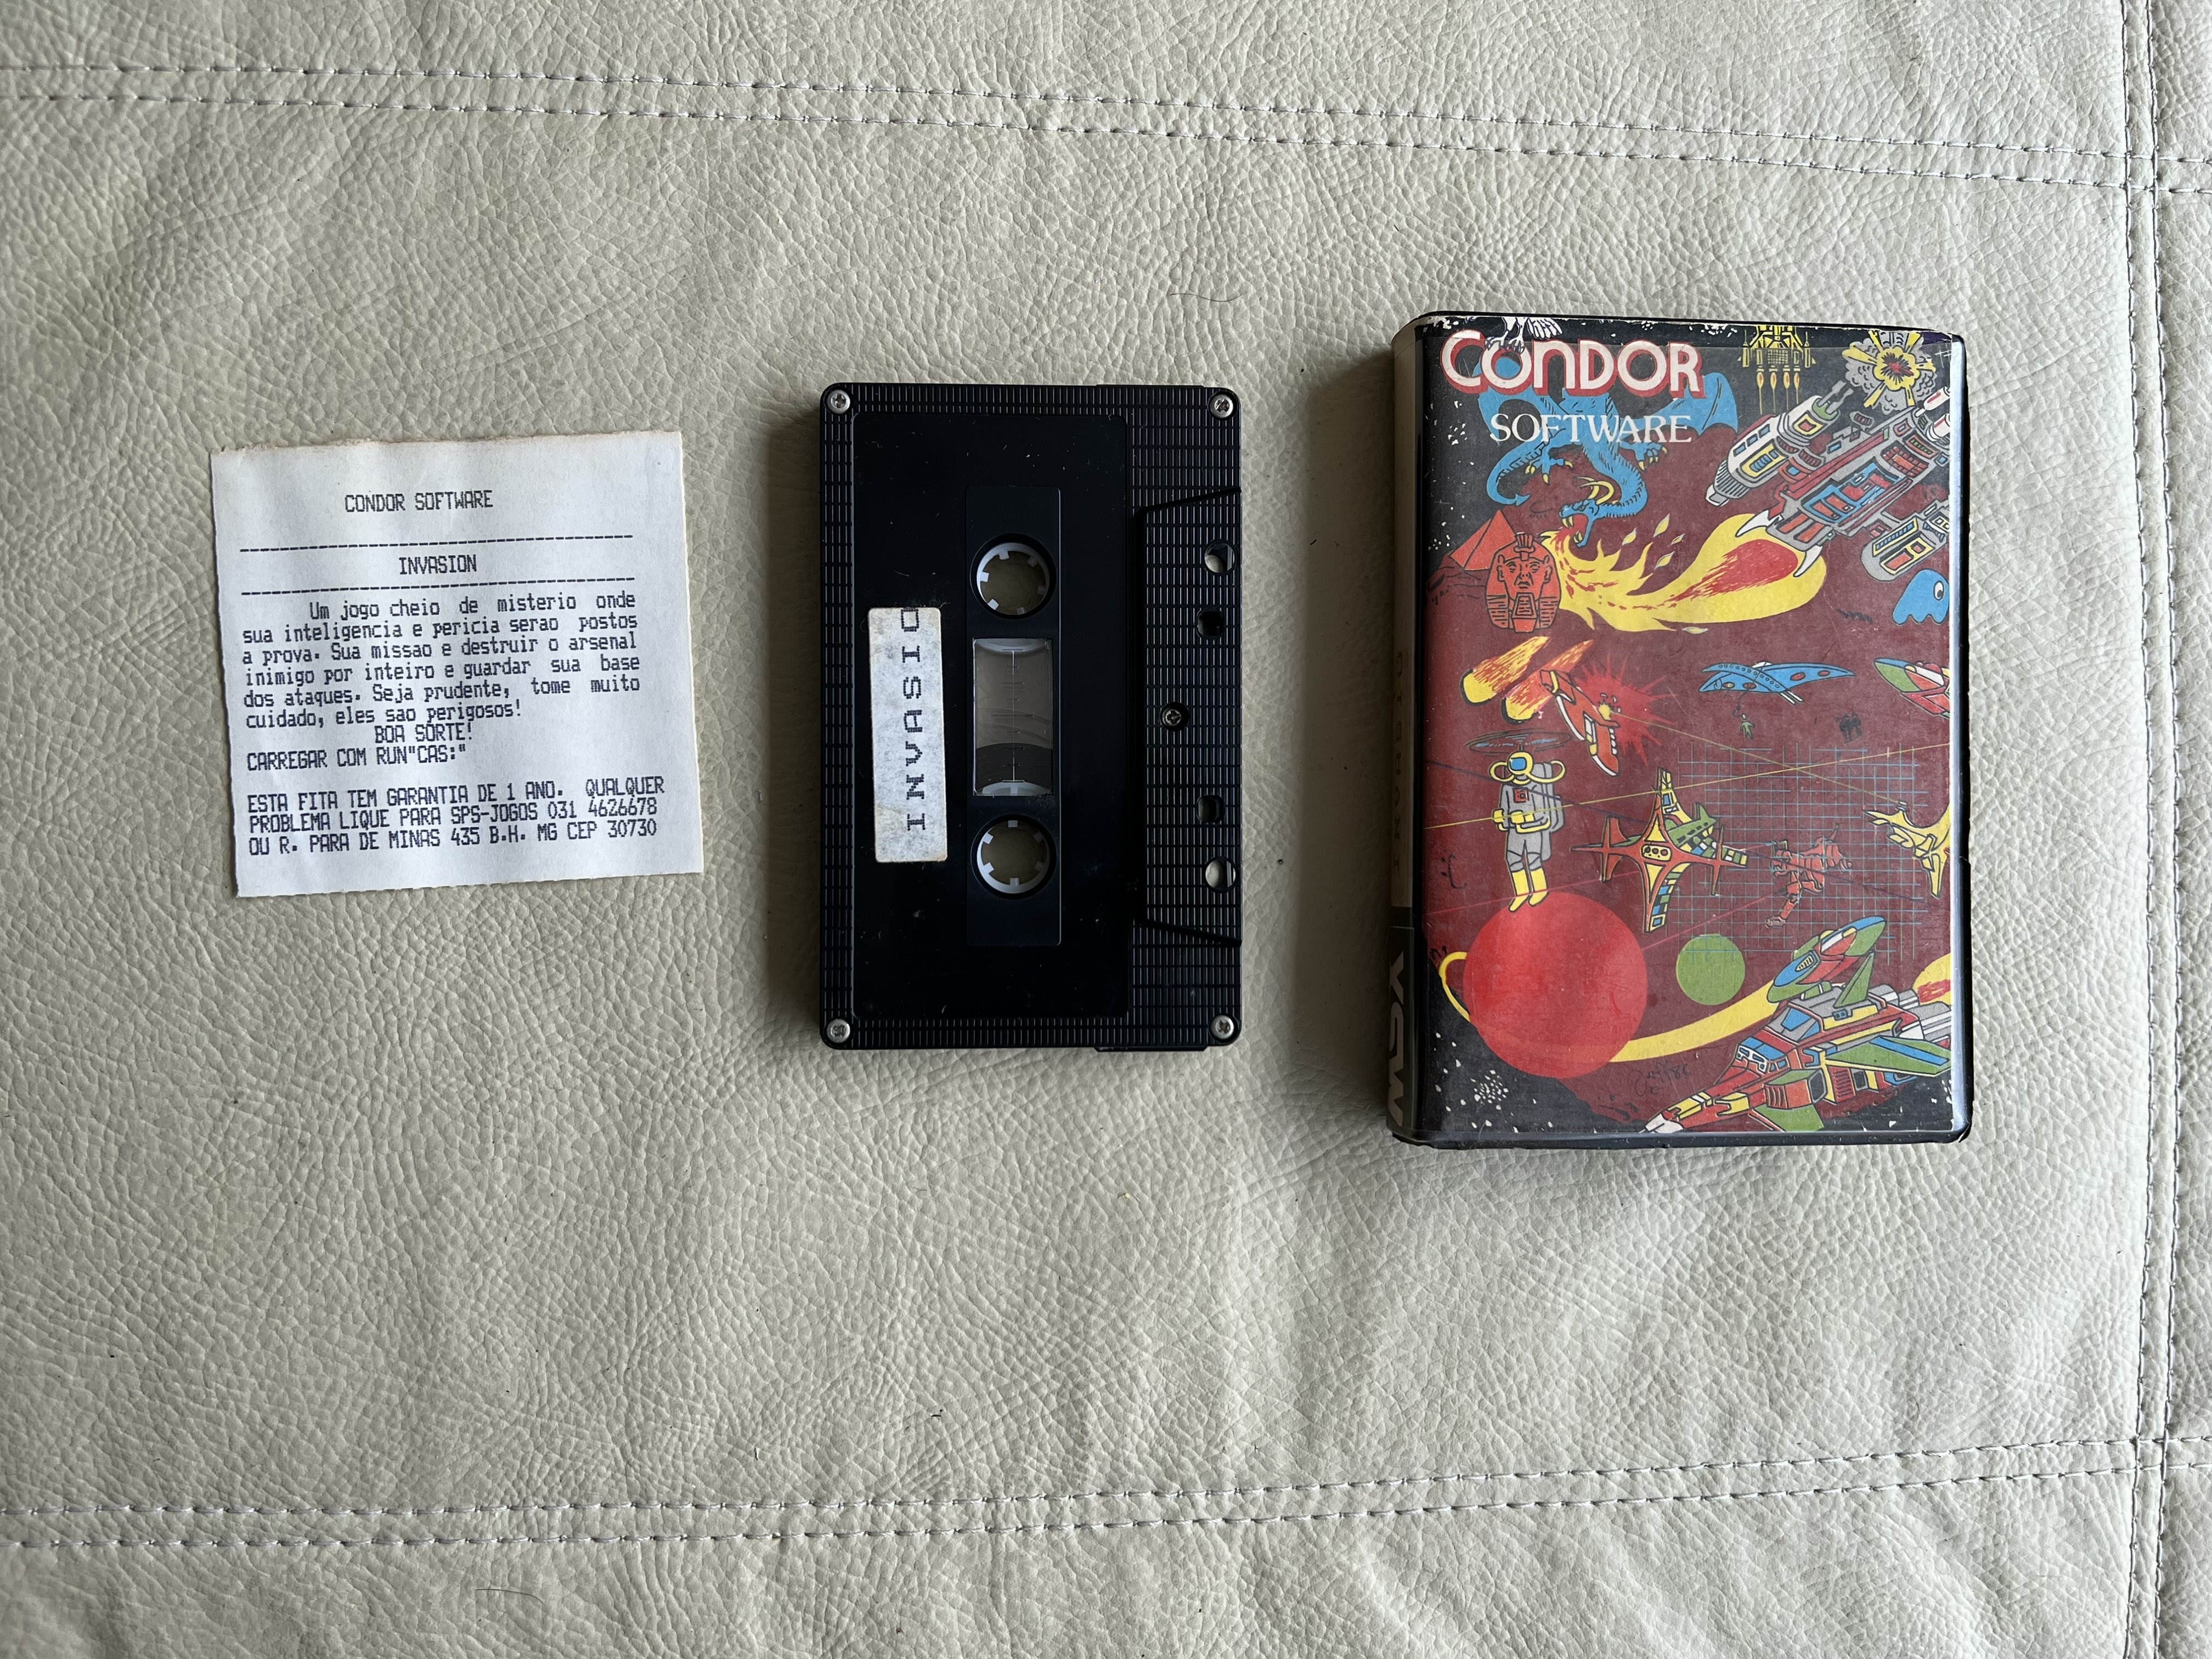 CONDOR SOFTWARE
INVASION
Um jogo cheio de misterio onde
sua inteligencia e pericia serao postos
a prova. Sua missao e destruir o arsenal
inimigo por inteiro e guardar sua base
dos ataques. Seja prudente, tome muito
cuidado, eles sao perigosos!
BOA SORTE!
CARREGAR COM RUN"CAS:"
ESTA FITA TEM GARANTIA DE 1 ANO. QUALQUER
PROBLEMA LIQUE PARA SPS-JOGOS 031 4626678
OU R. PARA DE MINAS 435 B.H. MG CEP 30730
INVASIO
CONDOR
SOFTWARE
MSX